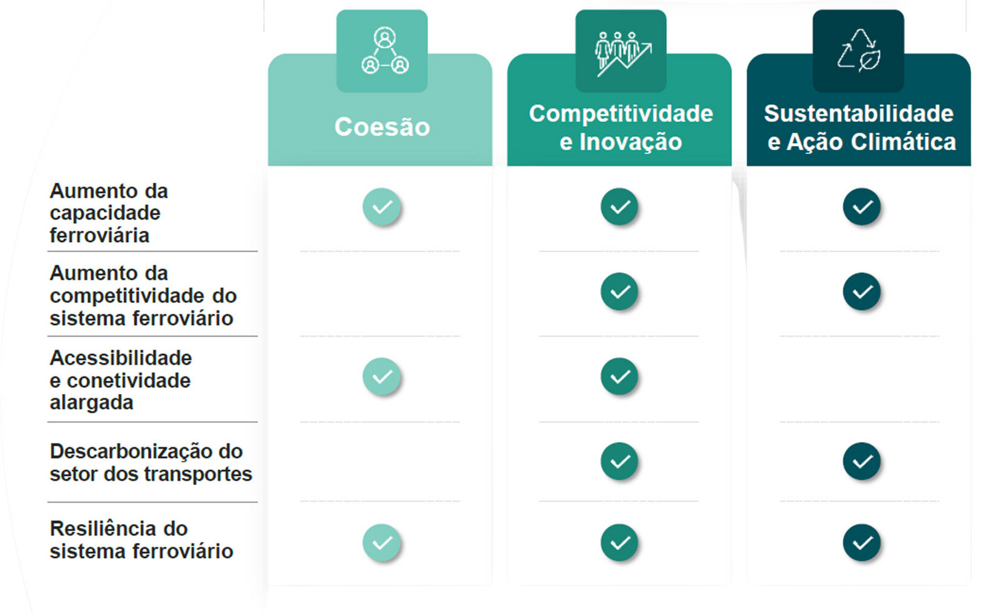 Coesão
Competitividade
e Inovação
Sustentabilidade
e Ação Climática
Aumento da
capacidade
ferroviária
Aumento da
competitividade do
sistema ferroviário
Acessibilidade
e conetividade
alargada
Descarbonização do
setor dos transportes
Resiliência do
sistema ferroviário